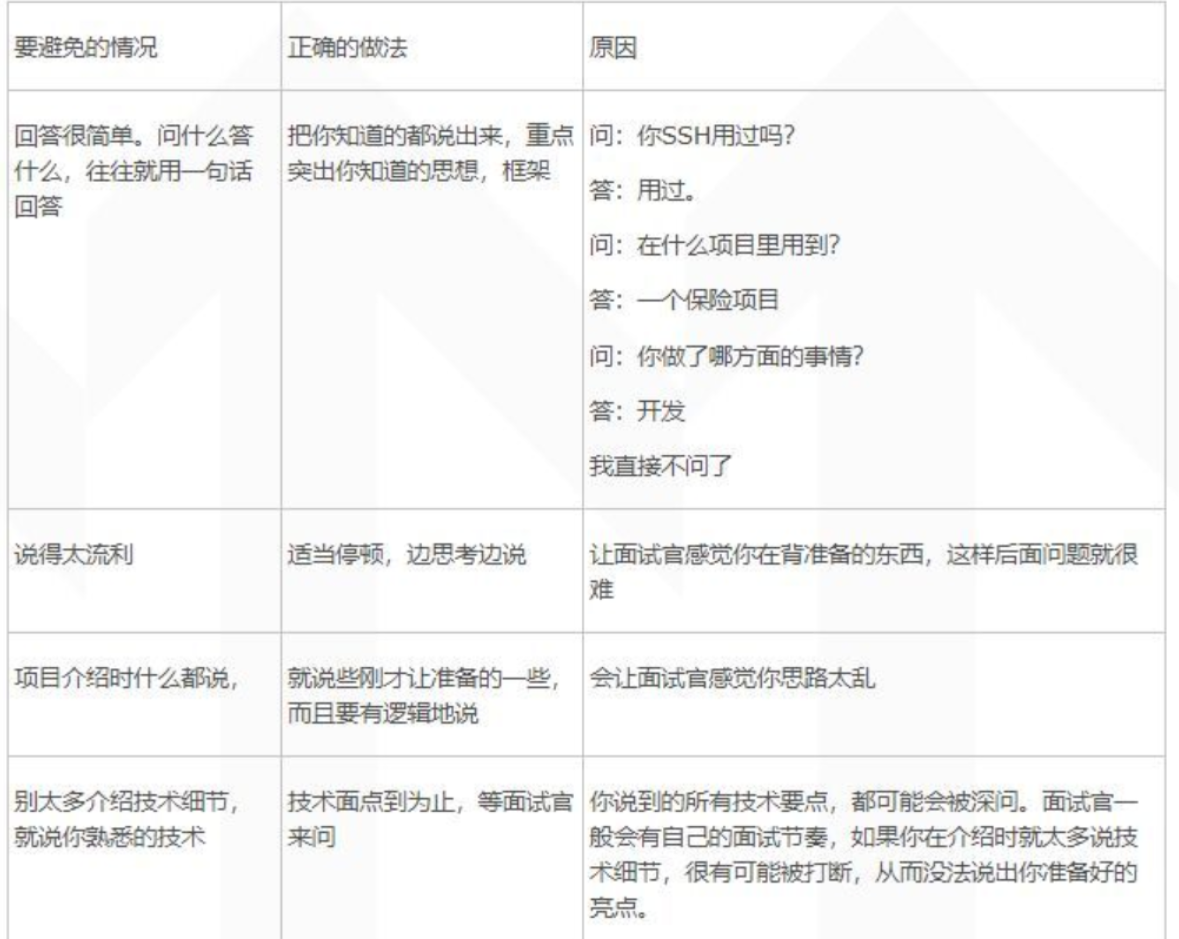 要避免的情况
正确的做法
原因
回答很简单。问什么答
什么，往往就用一句话
回答
把你知道的都说出来，重点
突出你知道的思想，框架
问：你SSH用过吗？
答：用过。
问：在什么项目里用到？
答：一个保险项目
问：你做了哪方面的事情？
答：开发
我直接不问了
说得太流利
适当停顿，边思考边说
让面试官感觉你在背准备的东西，这样后面问题就很
难
项目介绍时什么都说，
就说些刚才让准备的一些，
而且要有逻辑地说
会让面试官感觉你思路太乱
别太多介绍技术细节，
就说你熟悉的技术
技术面点到为止，等面试官
来问
你说到的所有技术要点，都可能会被深问。面试官一
般会有自己的面试节奏，如果你在介绍时就太多说技
术细节，很有可能被打断，从而没法说出你准备好的
亮点。